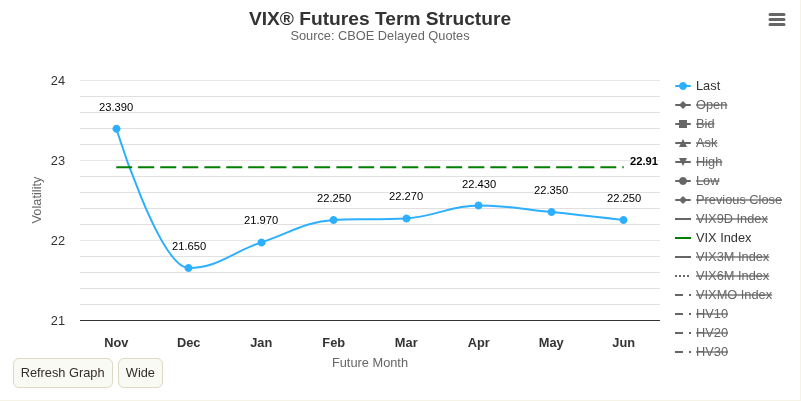 VIX® Futures Term Structure
Source: CBOE Delayed Quotes
24
23
22
21
Volatility
23.390
21.650
21.970
22.250
22.270
22.430
22.350
22.250
22.91
Nov Dec Jan Feb Mar Apr May Jun
Future Month
Last
Open
Bid
Ask
High
Low
Previous Close
VIX9D Index
VIX Index
VIX3M Index
VIX6M Index
VIXMO Index
HV10
HV20
HV30
Refresh Graph
Wide